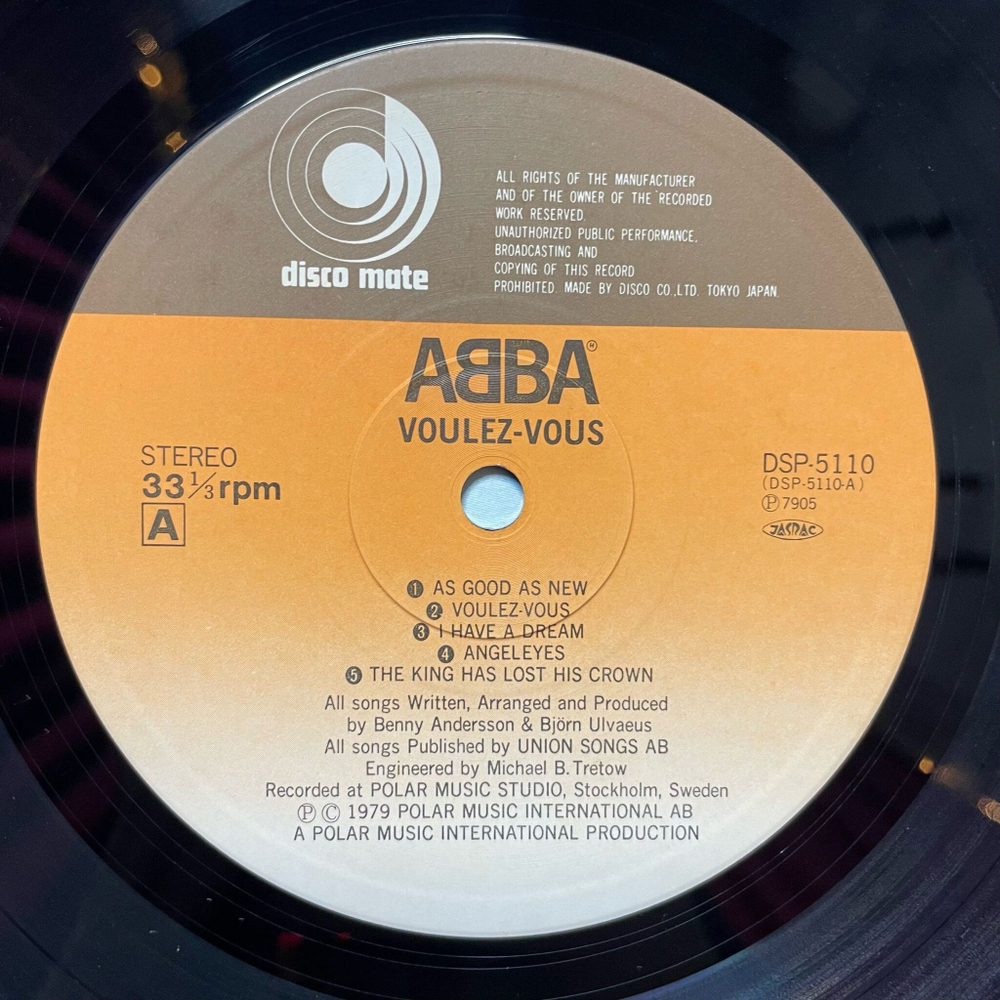 disco mate
ALL RIGHTS OF THE MANUFACTURER
AND OF THE OWNER OF THE RECORDED
WORK RESERVED.
UNAUTHORIZED PUBLIC PERFORMANCE,
BROADCASTING AND
COPYING OF THIS RECORD
PROHIBITED. MADE BY DISCO CO.,LTD. TOKYO JAPAN.
ABBA®
VOULEZ-VOUS
STEREO
33 1/3 rpm
A
DSP-5110
(DSP-5110-A)
Ⓟ 7905
JASRAC
❶ AS GOOD AS NEW
❷ VOULEZ-VOUS
❸ I HAVE A DREAM
❹ ANGELEYES
❺ THE KING HAS LOST HIS CROWN
All songs Written, Arranged and Produced
by Benny Andersson & Björn Ulvaeus
All songs Published by UNION SONGS AB
Engineered by Michael B. Tretow
Recorded at POLAR MUSIC STUDIO, Stockholm, Sweden
Ⓟ © 1979 POLAR MUSIC INTERNATIONAL AB
A POLAR MUSIC INTERNATIONAL PRODUCTION